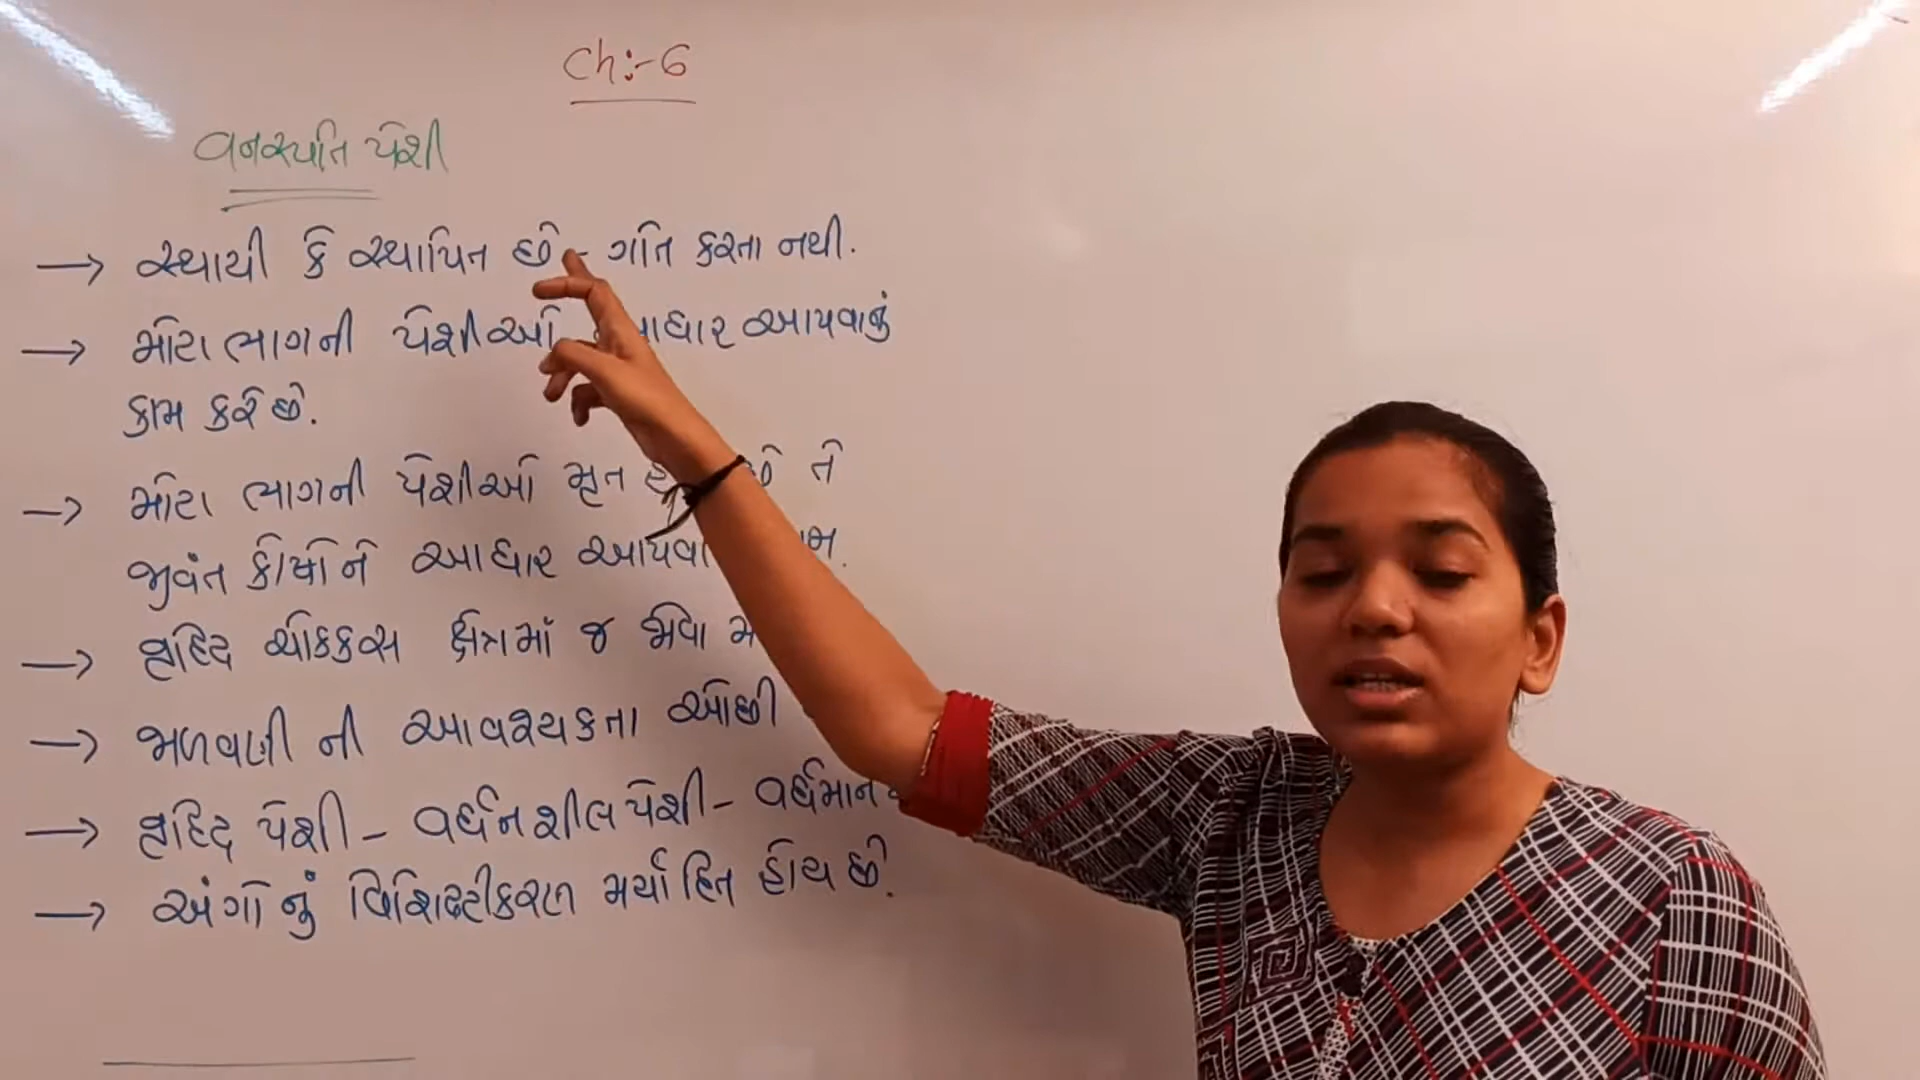 Ch:-6
વનસ્પતિ પેશી
→ સ્થાયી કે સ્થાપિત છે - ગતિ કરતા નથી.
→ મોટા ભાગની પેશીઓ આધાર આપવાનું
કામ કરે છે.
→ મોટા ભાગની પેશીઓ મૃત છે તે
જીવંત કોષોને આધાર આપવા
→ વૃદ્ધિ ચોક્કસ ક્ષેત્રમાં જ જોવા
→ જાળવણી ની આવશ્યકતા ઓછી
→ વૃદ્ધિ પેશી - વર્ધનશીલ પેશી - વર્ધમાન
→ અંગોનું વિશિષ્ટીકરણ મર્યાદિત હોય છે.